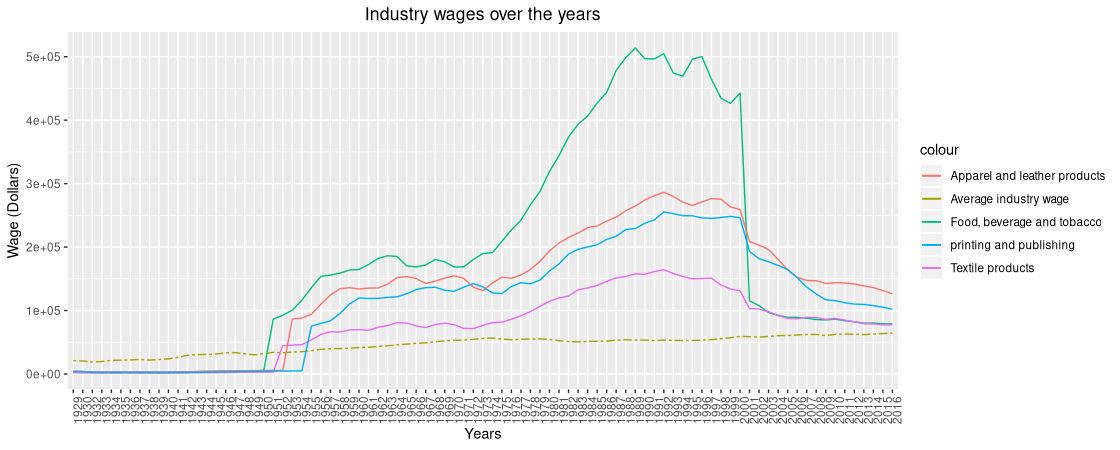 Industry wages over the years
5e+05
4e+05
3e+05
2e+05
1e+05
0e+00
Wage (Dollars)
1929 1930 1932 1933 1934 1935 1936 1937 1938 1939 1940 1941 1942 1943 1944 1945 1946 1947 1948 1949 1950 1951 1952 1953 1954 1955 1956 1957 1958 1959 1960 1961 1962 1963 1964 1965 1966 1967 1968 1969 1970 1971 1972 1973 1974 1975 1976 1977 1978 1979 1980 1981 1982 1983 1984 1985 1986 1987 1988 1989 1990 1991 1992 1993 1994 1995 1996 1997 1998 1999 2000 2001 2002 2003 2004 2005 2006 2007 2008 2009 2010 2011 2012 2013 2014 2015 2016
Years
colour
Apparel and leather products
Average industry wage
Food, beverage and tobacco
printing and publishing
Textile products